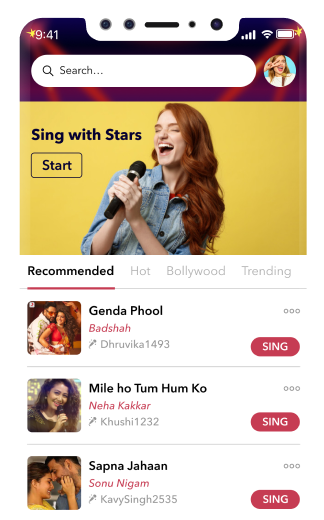 9:41
Search...
Sing with Stars
Start
Recommended
Hot
Bollywood
Trending
Genda Phool
Badshah
Dhruvika1493
SING
Mile ho Tum Hum Ko
Neha Kakkar
Khushi1232
SING
Sapna Jahaan
Sonu Nigam
KavySingh2535
SING